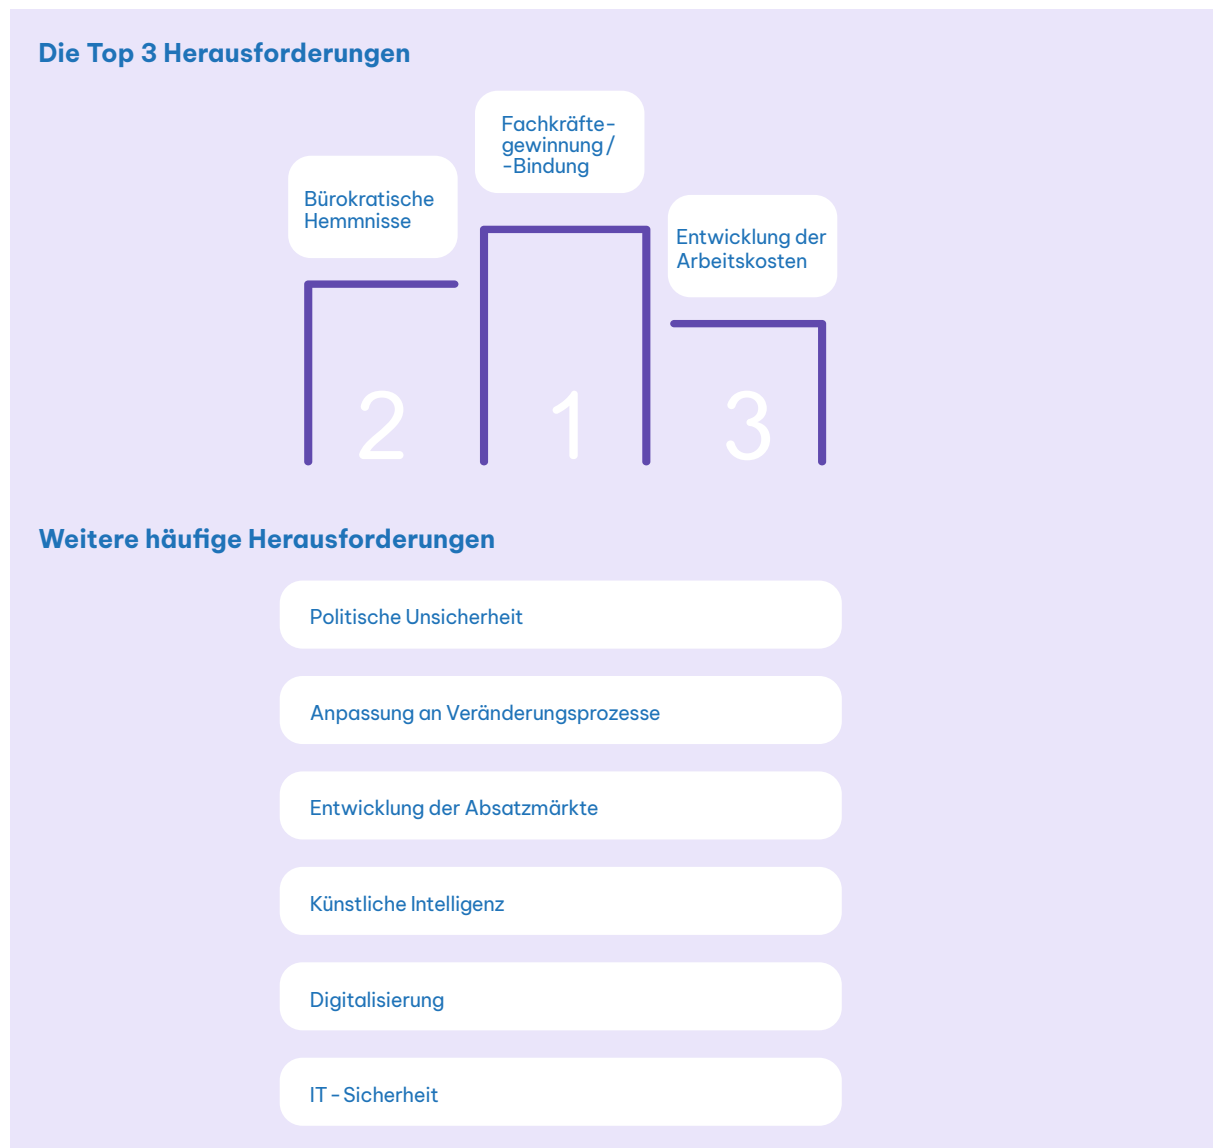 Die Top 3 Herausforderungen
Fachkräfte-
gewinnung /
-Bindung
Bürokratische
Hemmnisse
Entwicklung der
Arbeitskosten
2
1
3
Weitere häufige Herausforderungen
Politische Unsicherheit
Anpassung an Veränderungsprozesse
Entwicklung der Absatzmärkte
Künstliche Intelligenz
Digitalisierung
IT - Sicherheit